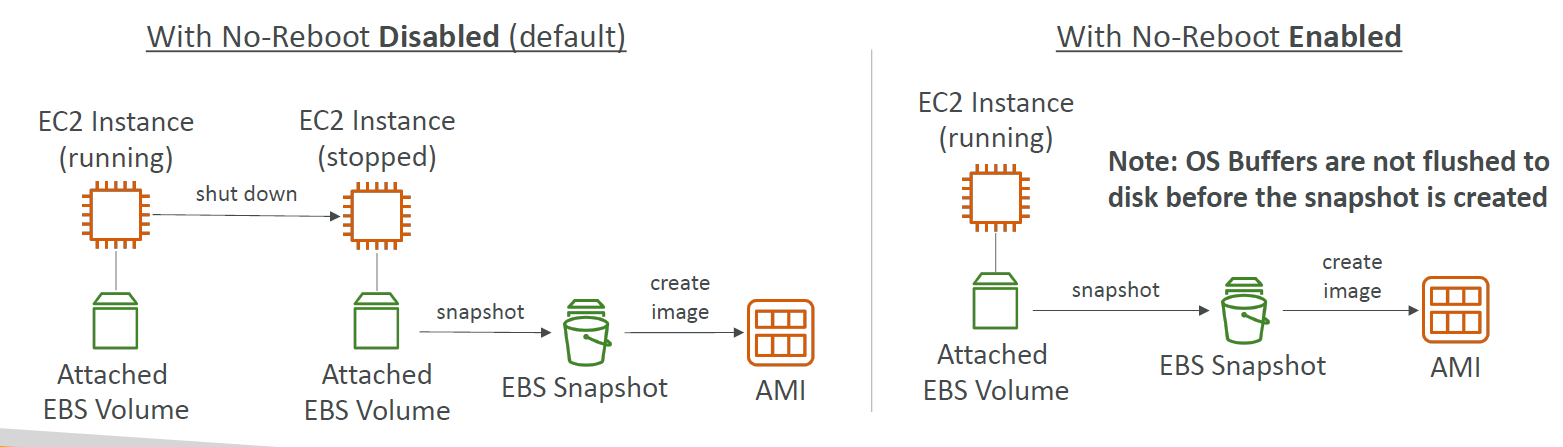 With No-Reboot Disabled (default)
EC2 Instance
(running)
shut down
EC2 Instance
(stopped)
Attached
EBS Volume
Attached
EBS Volume
snapshot
EBS Snapshot
create
image
AMI
With No-Reboot Enabled
EC2 Instance
(running)
Note: OS Buffers are not flushed to
disk before the snapshot is created
Attached
EBS Volume
snapshot
EBS Snapshot
create
image
AMI